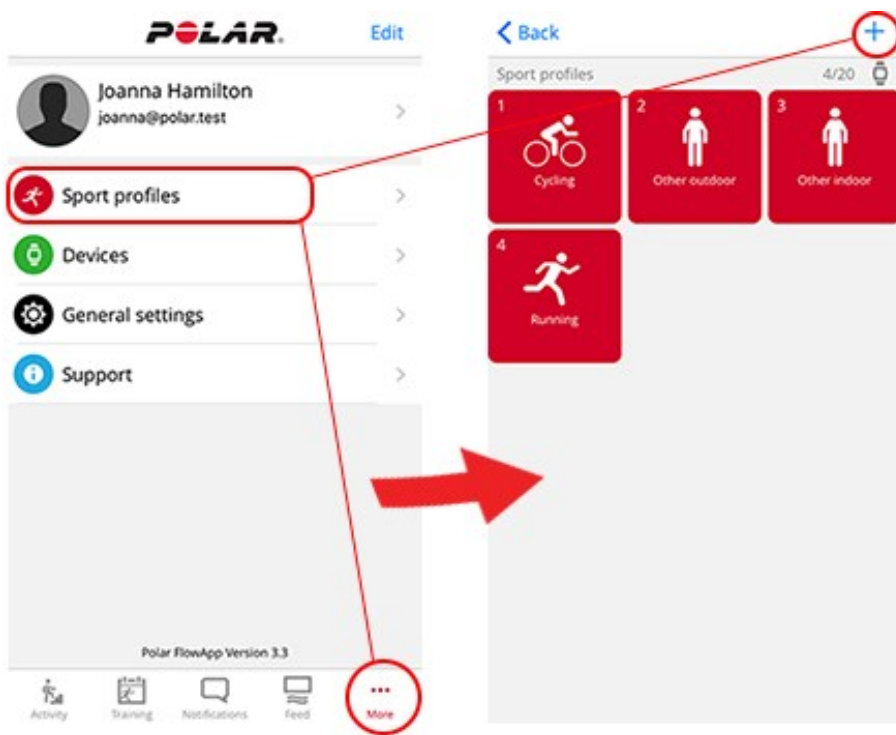 POLAR.
Edit
Joanna Hamilton
joanna@polar.test
Sport profiles
Devices
General settings
Support
Polar FlowApp Version 3.3
Activity
Training
Notifications
Feed
More
Back
Sport profiles
4/20
1
Cycling
2
Other outdoor
3
Other indoor
4
Running